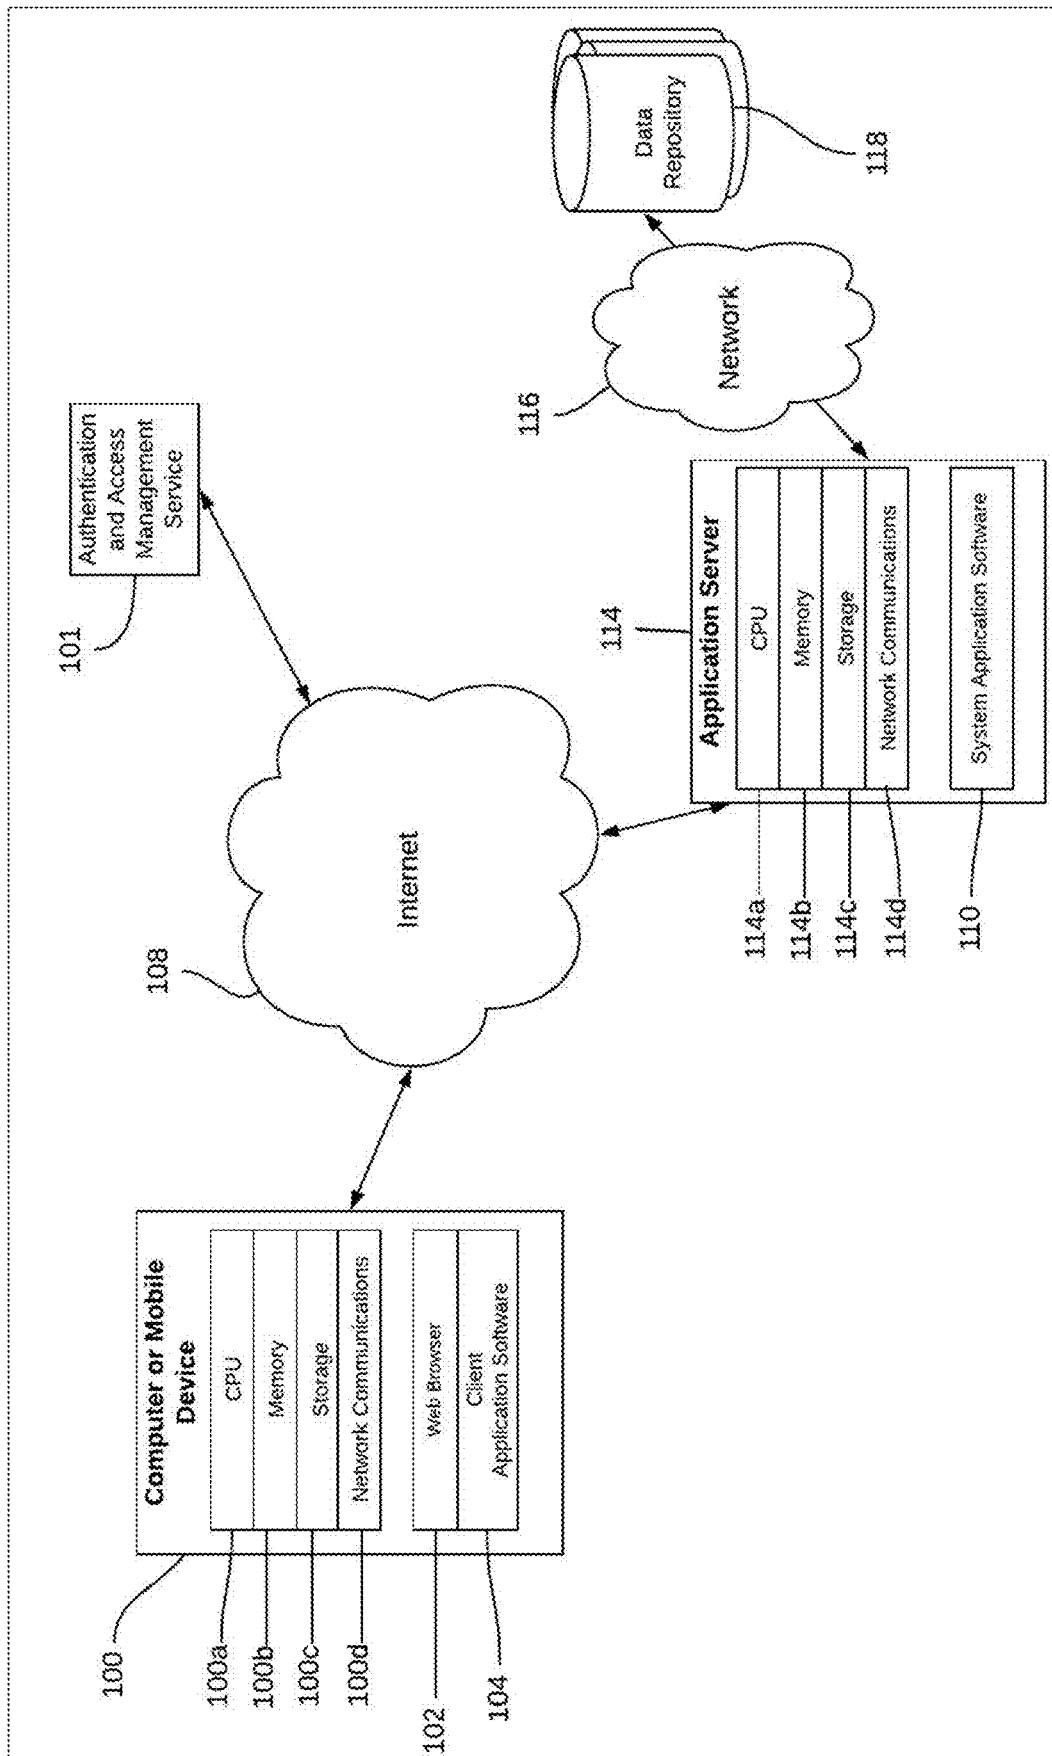 100
Computer or Mobile
Device
100a
CPU
100b
Memory
100c
Storage
100d
Network Communications
102
Web Browser
104
Client
Application Software
108
Internet
101
Authentication
and Access
Management
Service
114
Application Server
114a
CPU
114b
Memory
114c
Storage
114d
Network Communications
110
System Application Software
116
Network
Data
Repository
118